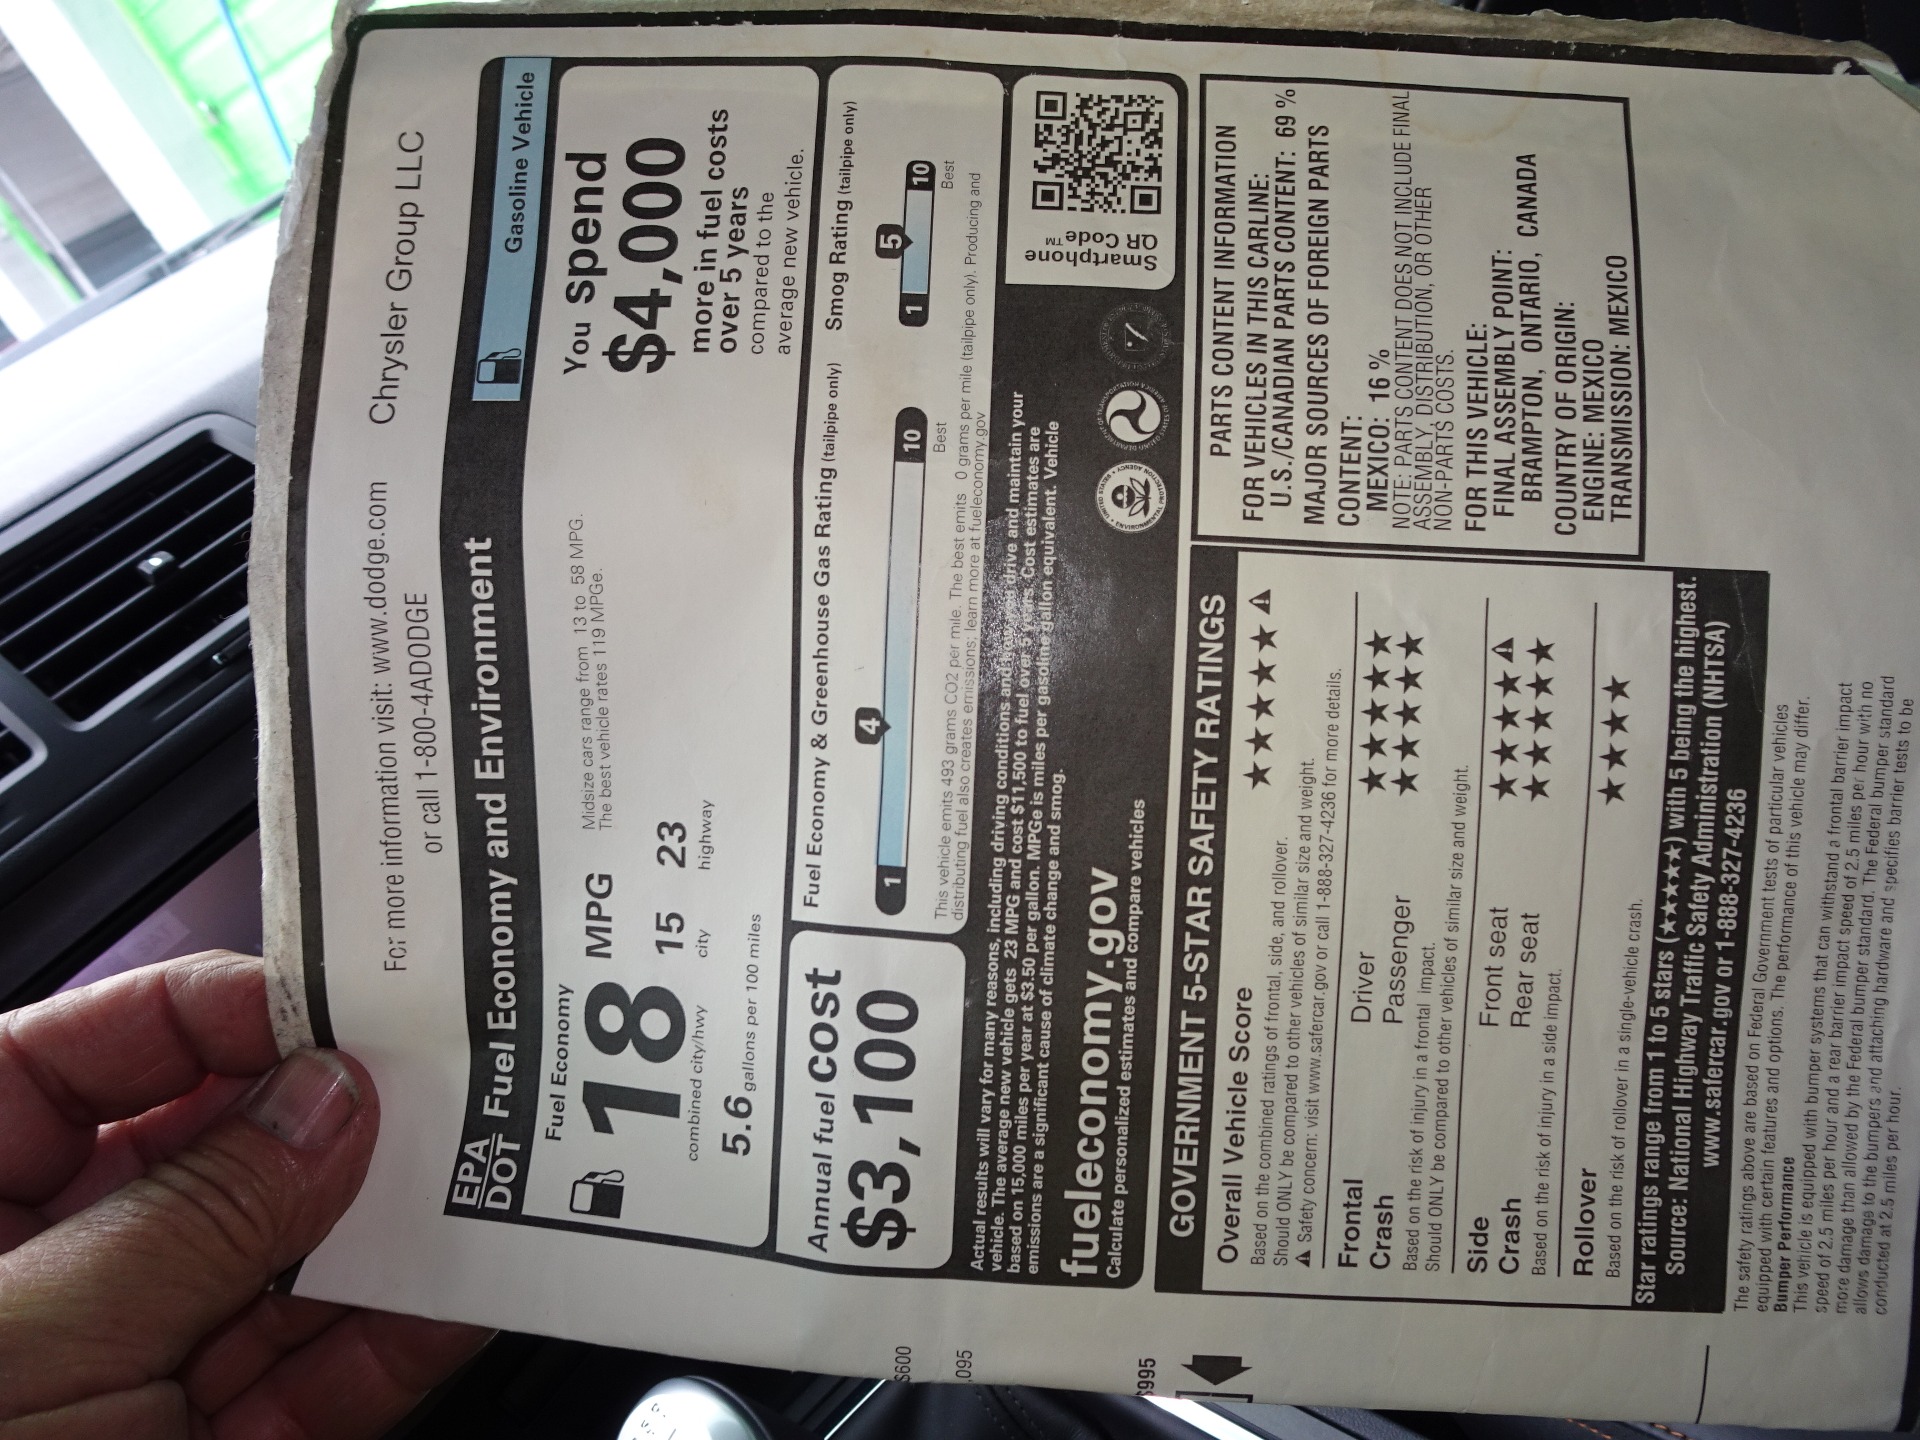 For more information visit: www.dodge.com Chrysler Group LLC
or call 1-800-4ADODGE
EPA
DOT Fuel Economy and Environment
Gasoline Vehicle
Fuel Economy
18 MPG
15 23
combined city/hwy city highway
5.6 gallons per 100 miles
Midsize cars range from 13 to 58 MPG.
The best vehicle rates 119 MPGe.
You Spend
$4,000
more in fuel costs
over 5 years
compared to the
average new vehicle.
Annual fuel cost
$3,100
Fuel Economy & Greenhouse Gas Rating (tailpipe only)
1 4 10
Best
Smog Rating (tailpipe only)
1 5 10
Best
This vehicle emits 493 grams CO2 per mile. The best emits 0 grams per mile (tailpipe only). Producing and
distributing fuel also creates emissions; learn more at fueleconomy.gov
Actual results will vary for many reasons, including driving conditions and how you drive and maintain your
vehicle. The average new vehicle gets 23 MPG and cost $11,500 to fuel over 5 years. Cost estimates are
based on 15,000 miles per year at $3.50 per gallon. MPGe is miles per gasoline gallon equivalent. Vehicle
emissions are a significant cause of climate change and smog.
fueleconomy.gov
Calculate personalized estimates and compare vehicles
Smartphone
QR Code™
GOVERNMENT 5-STAR SAFETY RATINGS
Overall Vehicle Score ★★★★★
Based on the combined ratings of frontal, side, and rollover.
Should ONLY be compared to other vehicles of similar size and weight.
Safety concern: visit www.safercar.gov or call 1-888-327-4236 for more details.
Frontal Driver ★★★★★
Crash Passenger ★★★★★
Based on the risk of injury in a frontal impact.
Should ONLY be compared to other vehicles of similar size and weight.
Side Front seat ★★★★
Crash Rear seat ★★★★★
Based on the risk of injury in a side impact.
Rollover ★★★★
Based on the risk of rollover in a single-vehicle crash.
Star ratings range from 1 to 5 stars (★★★★★) with 5 being the highest.
Source: National Highway Traffic Safety Administration (NHTSA)
www.safercar.gov or 1-888-327-4236
PARTS CONTENT INFORMATION
FOR VEHICLES IN THIS CARLINE:
U.S./CANADIAN PARTS CONTENT: 69 %
MAJOR SOURCES OF FOREIGN PARTS
CONTENT:
MEXICO: 16 %
NOTE: PARTS CONTENT DOES NOT INCLUDE FINAL
ASSEMBLY, DISTRIBUTION, OR OTHER
NON-PARTS COSTS.
FOR THIS VEHICLE:
FINAL ASSEMBLY POINT:
BRAMPTON, ONTARIO, CANADA
COUNTRY OF ORIGIN:
ENGINE: MEXICO
TRANSMISSION: MEXICO
The safety ratings above are based on Federal Government tests of particular vehicles
equipped with certain features and options. The performance of this vehicle may differ.
Bumper Performance
This vehicle is equipped with bumper systems that can withstand a frontal barrier impact
speed of 2.5 miles per hour and a rear barrier impact speed of 2.5 miles per hour with no
more damage than allowed by the Federal bumper standard. The Federal bumper standard
allows damage to the bumpers and attaching hardware and specifies barrier tests to be
conducted at 2.5 miles per hour.
$600
,095
$995